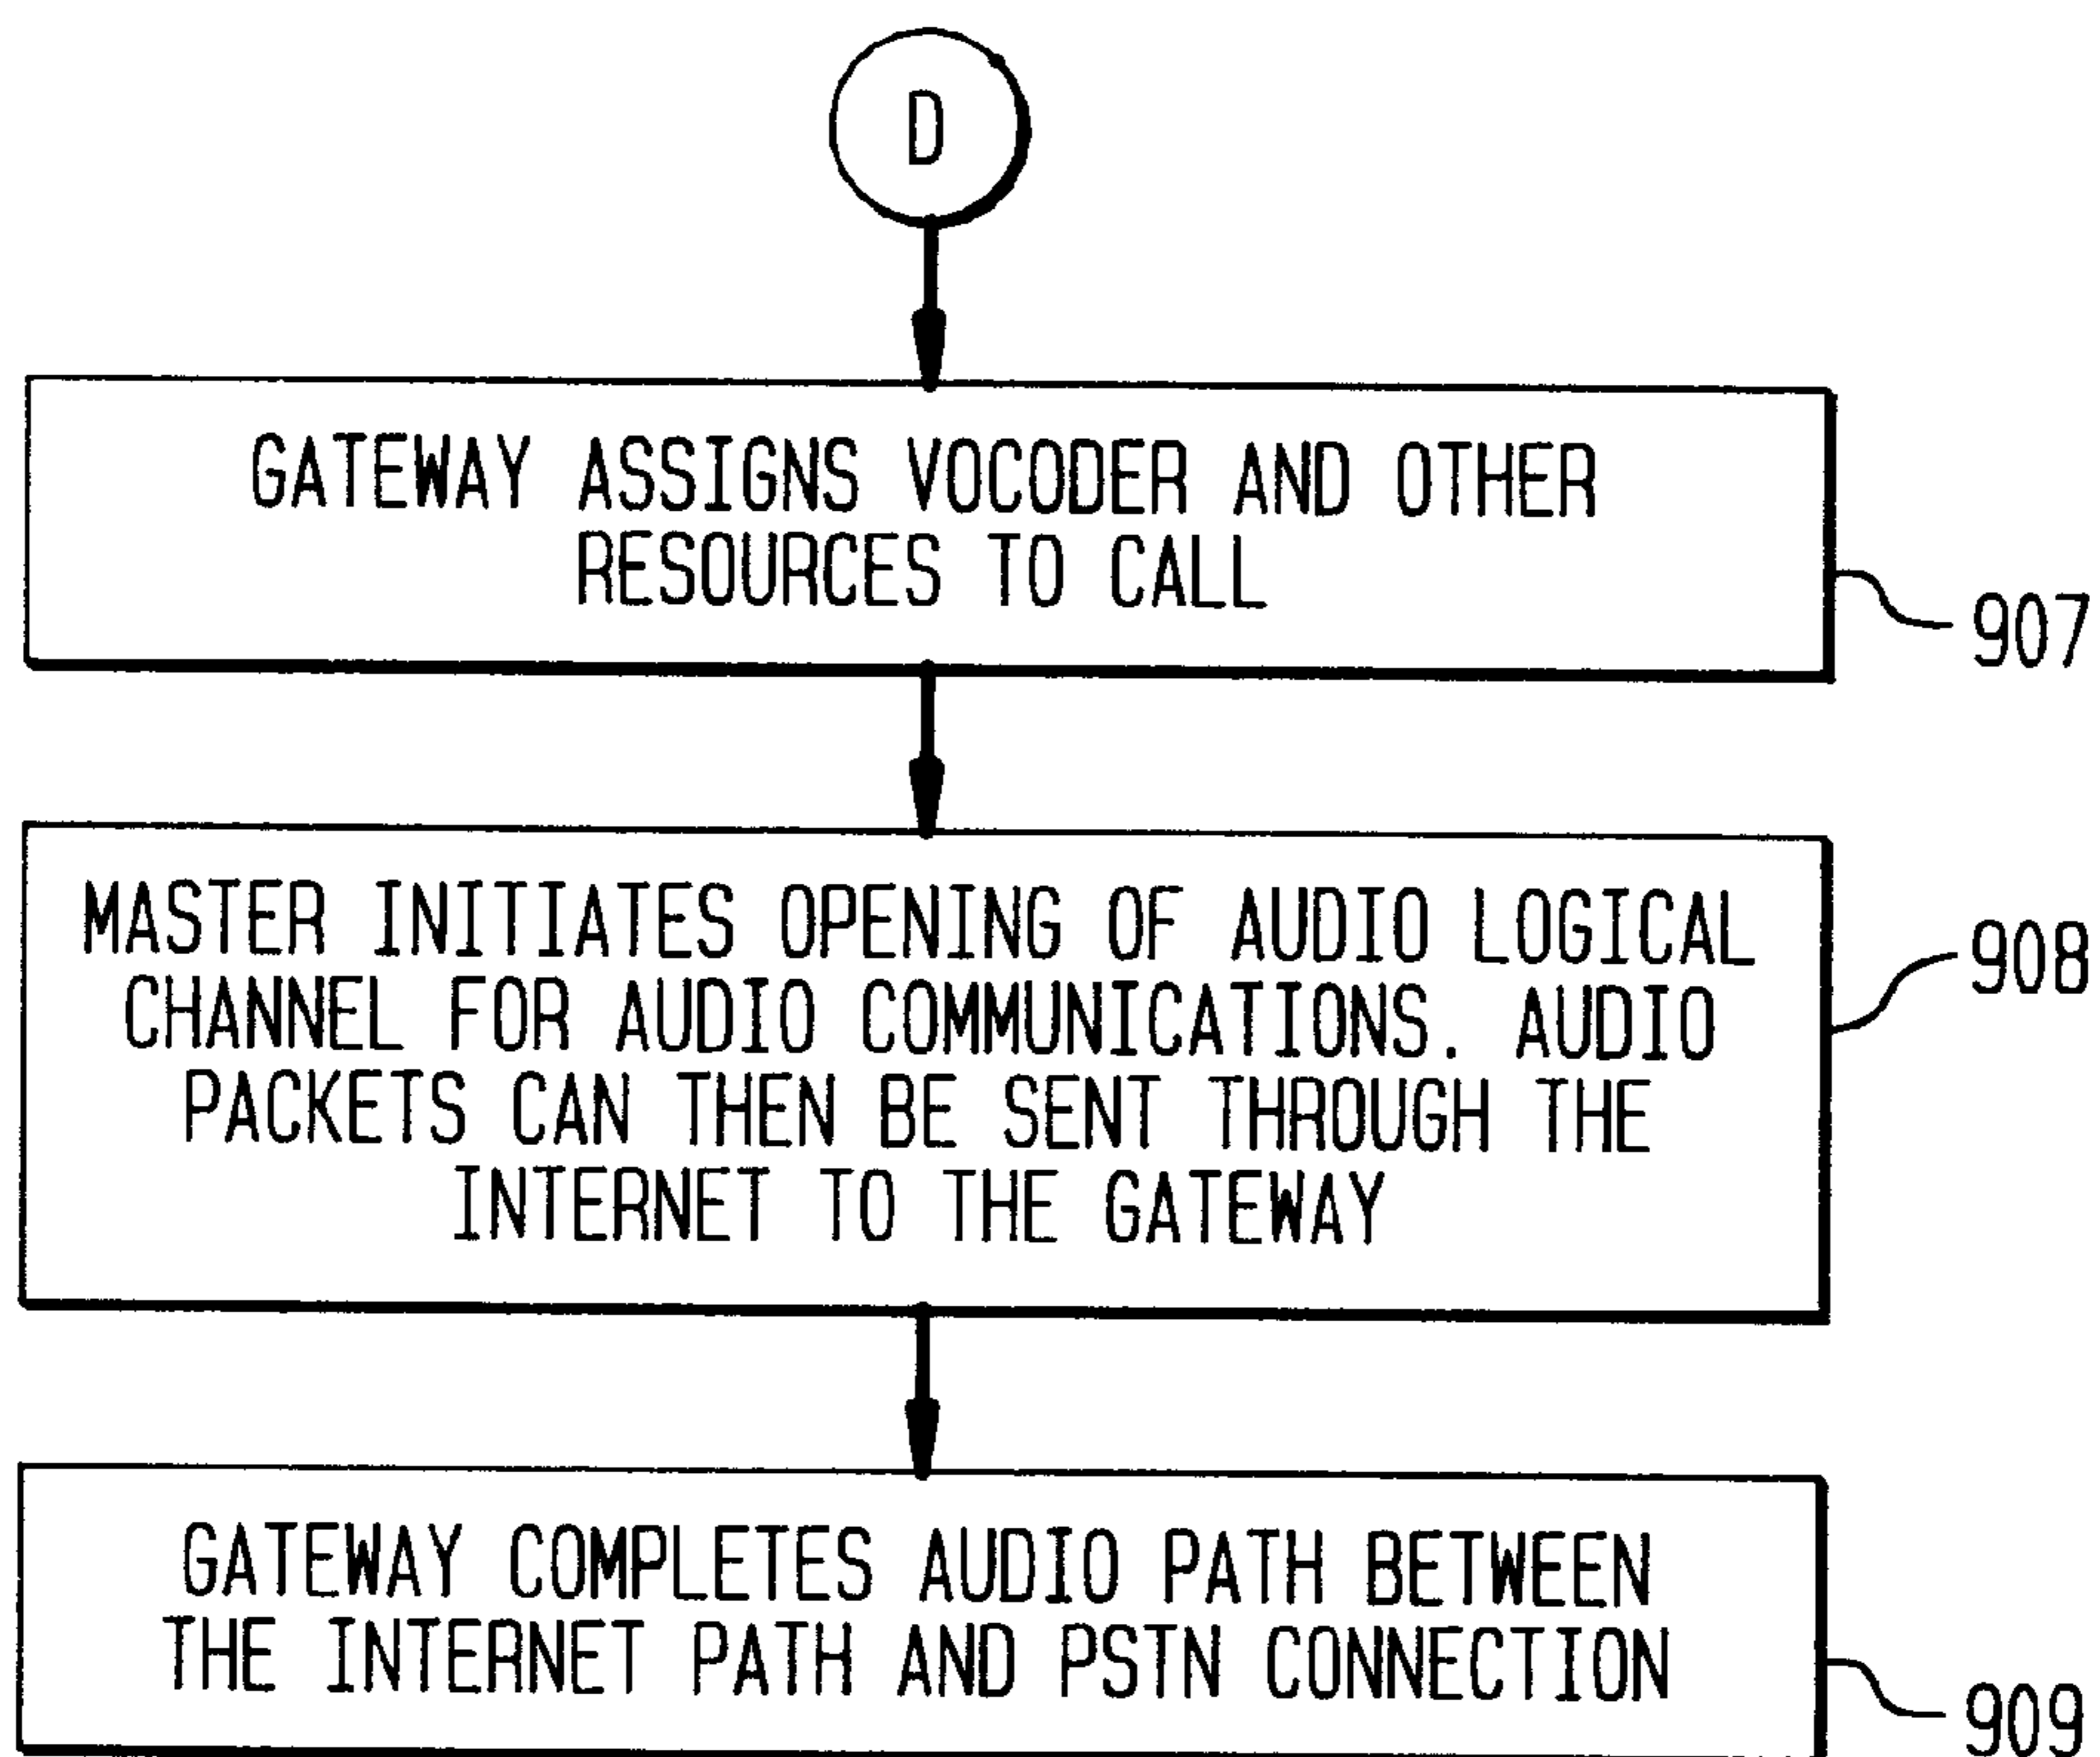 D
GATEWAY ASSIGNS VOCODER AND OTHER
RESOURCES TO CALL
907
MASTER INITIATES OPENING OF AUDIO LOGICAL
CHANNEL FOR AUDIO COMMUNICATIONS. AUDIO
PACKETS CAN THEN BE SENT THROUGH THE
INTERNET TO THE GATEWAY
908
GATEWAY COMPLETES AUDIO PATH BETWEEN
THE INTERNET PATH AND PSTN CONNECTION
909